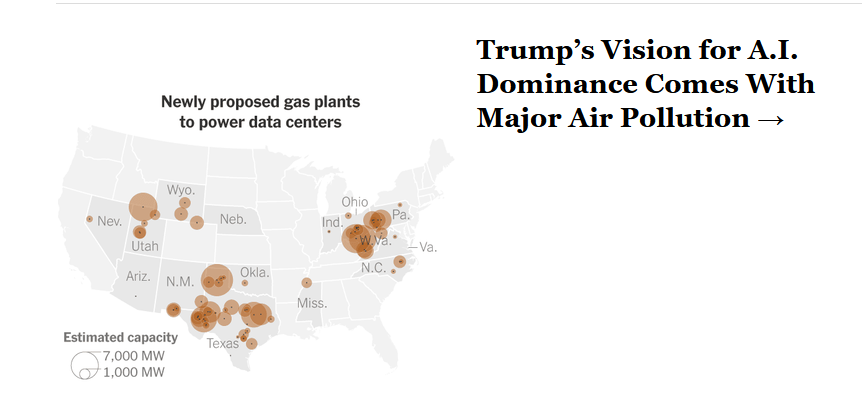 Trump’s Vision for A.I.
Dominance Comes With
Major Air Pollution →
Newly proposed gas plants
to power data centers
Wyo.
Ohio
Nev.
Neb.
Ind.
Pa.
W.Va.
Utah
Va.
Ariz.
N.M.
Okla.
N.C.
Miss.
Texas
Estimated capacity
7,000 MW
1,000 MW